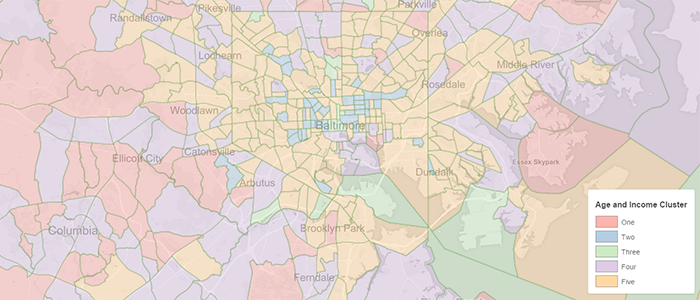 Pikesville
Parkville
Randallstown
Overlea
Lochearn
Middle River
Rosedale
Woodlawn
Baltimore
Catonsville
Ellicott City
Essex Skypark
Arbutus
Dundalk
Columbia
Brooklyn Park
Ferndale
Age and Income Cluster
One
Two
Three
Four
Five